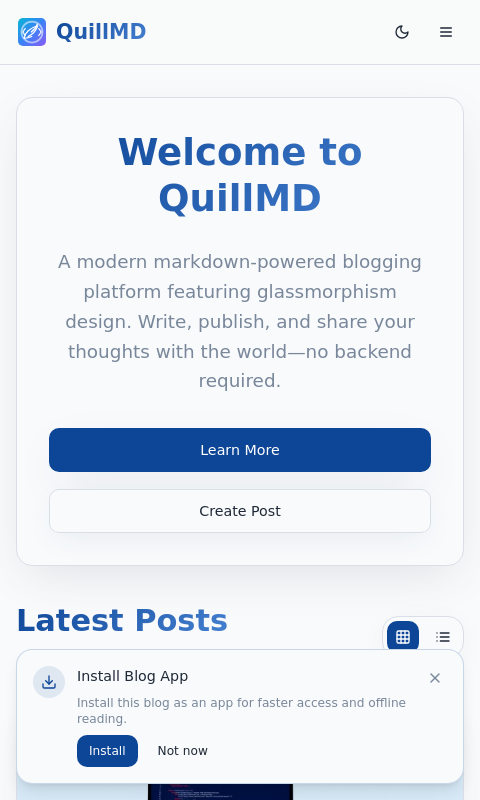 QuillMD
Welcome to
QuillMD
A modern markdown-powered blogging
platform featuring glassmorphism
design. Write, publish, and share your
thoughts with the world—no backend
required.
Learn More
Create Post
Latest Posts
Install Blog App
Install this blog as an app for faster access and offline
reading.
Install
Not now